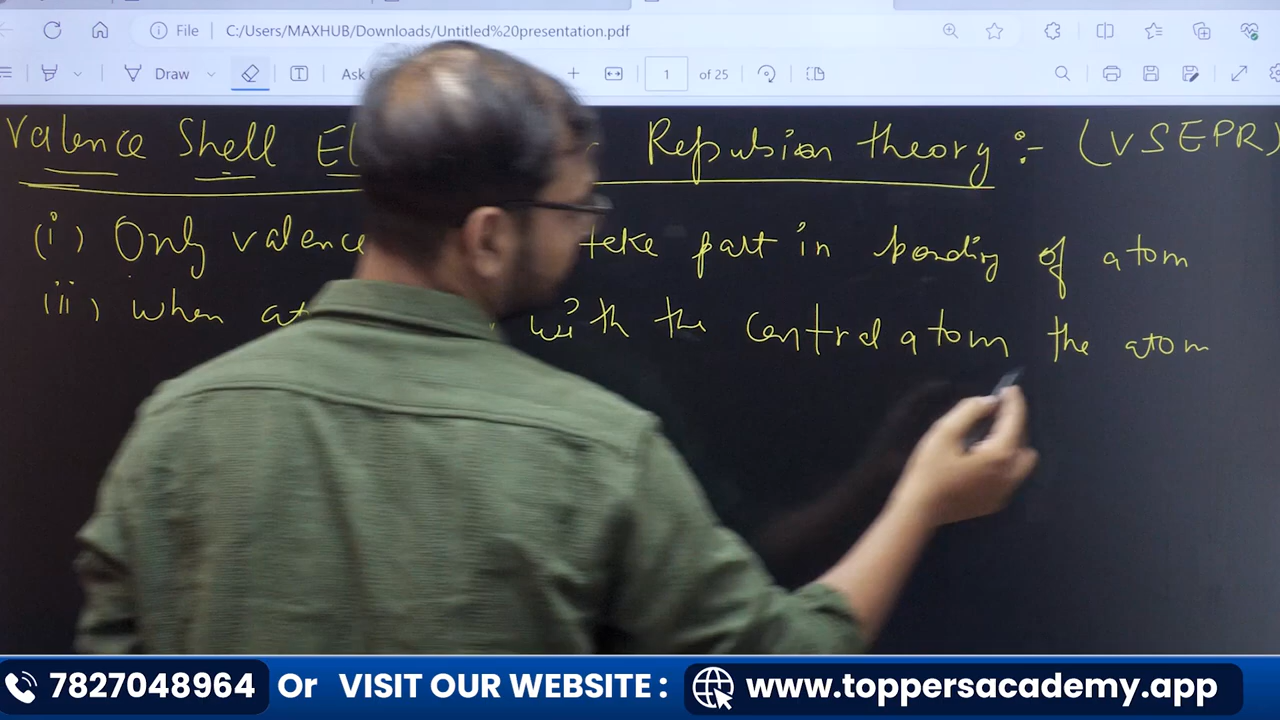 File C:/Users/MAXHUB/Downloads/Untitled%20presentation.pdf
Draw Ask 1 of 25
Valence Shell El Repulsion theory :- (VSEPR)
(i) Only valence take part in bonding of atom
(ii) when with the central atom the atom
7827048964 Or VISIT OUR WEBSITE : www.toppersacademy.app